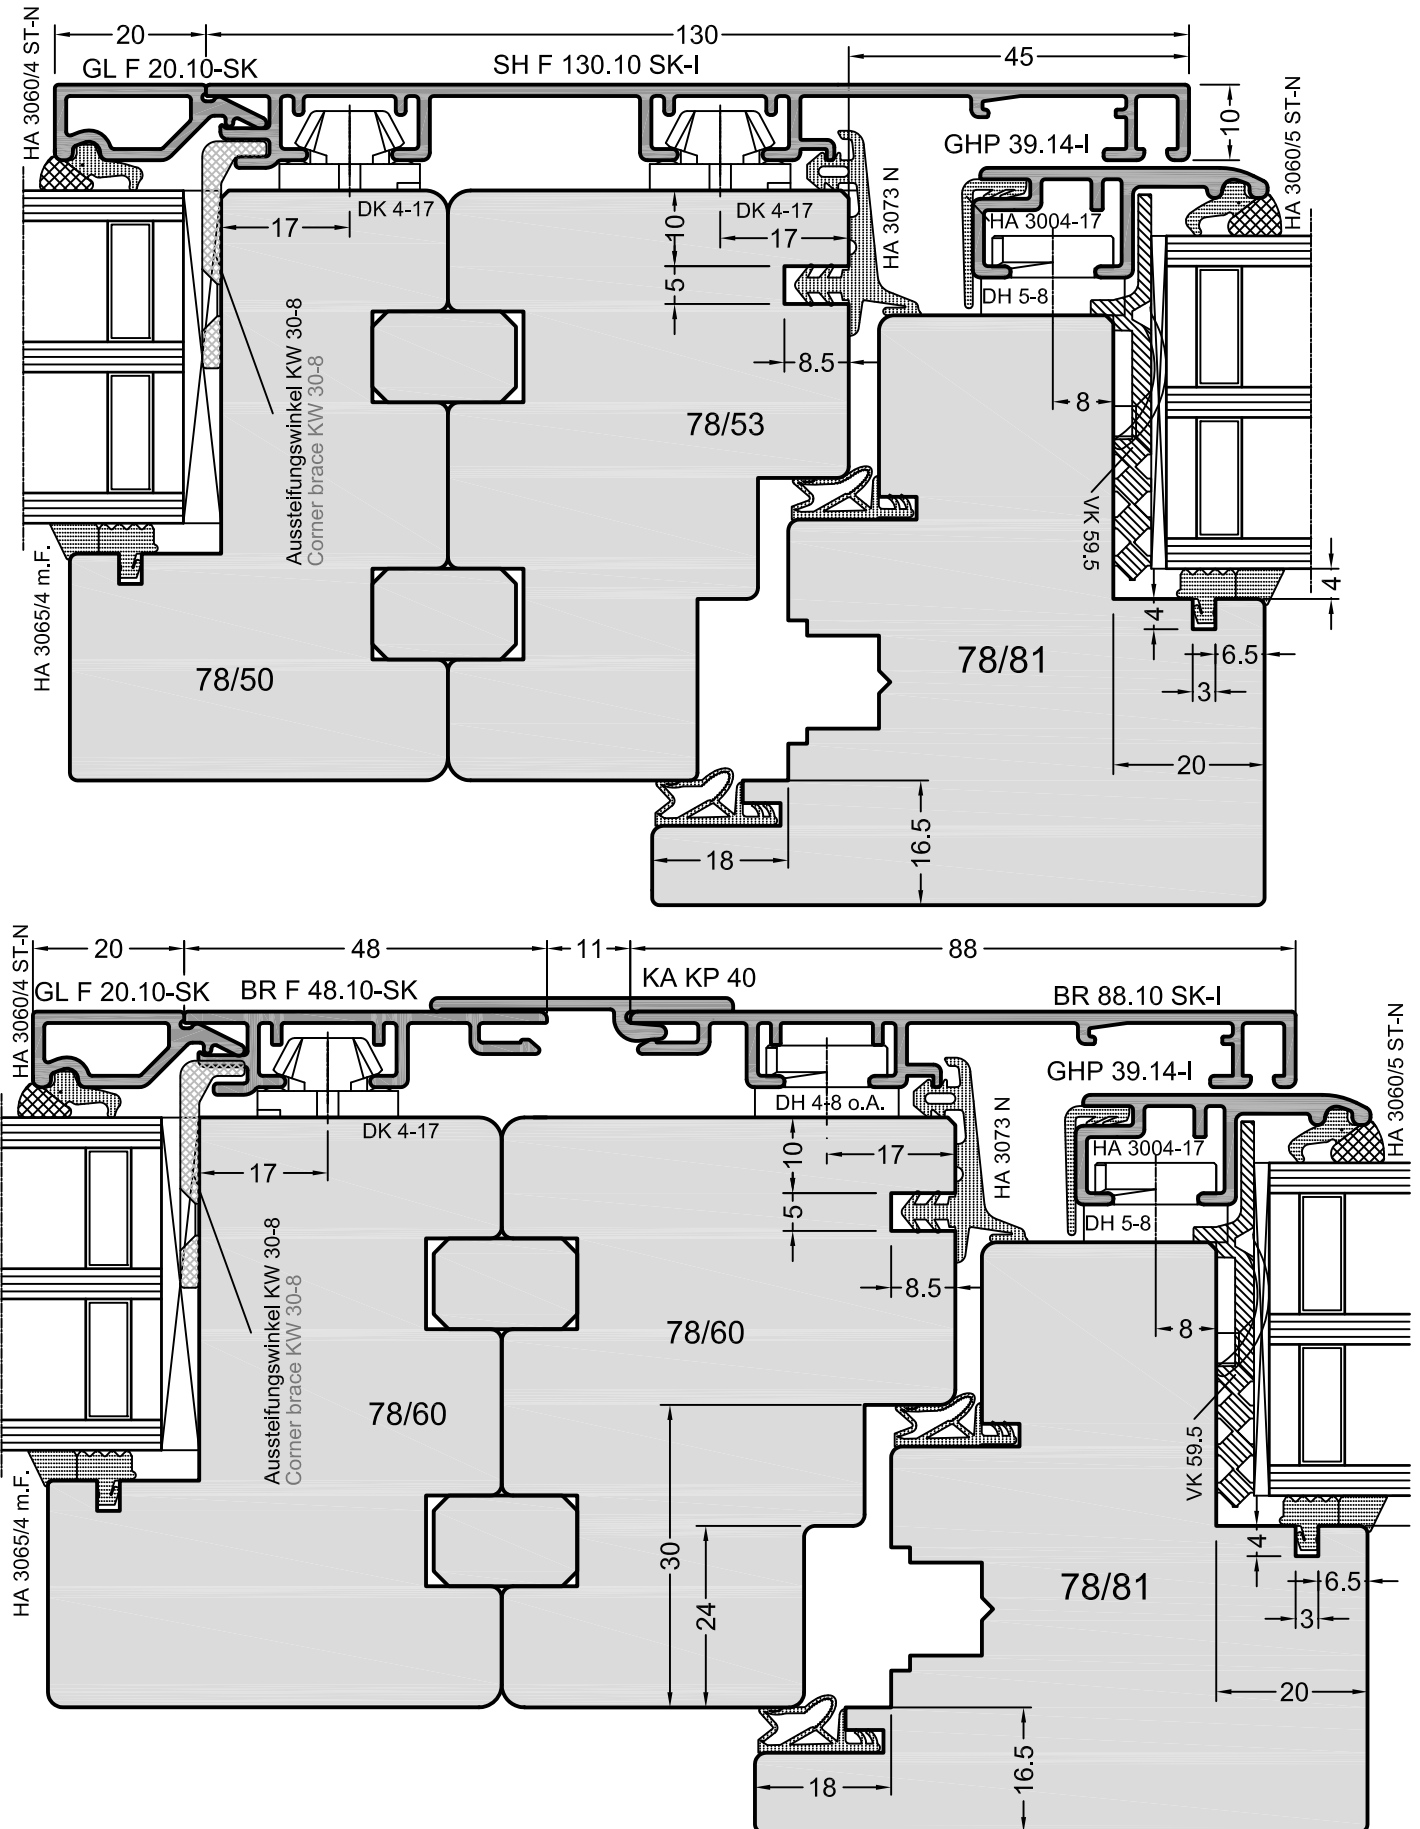 HA 3060/4 ST-N
20
130
GL F 20.10-SK
SH F 130.10 SK-I
45
10
HA 3060/5 ST-N
GHP 39.14-I
DK 4-17
17
10
DK 4-17
17
HA 3073 N
HA 3004-17
5
DH 5-8
8.5
8
Aussteifungswinkel KW 30-8
Corner brace KW 30-8
78/53
VK 59.5
HA 3065/4 m.F.
4
4
78/50
78/81
6.5
3
20
18
16.5
HA 3060/4 ST-N
20
48
11
88
GL F 20.10-SK
BR F 48.10-SK
KA KP 40
BR 88.10 SK-I
HA 3060/5 ST-N
GHP 39.14-I
DH 4-8 o.A.
DK 4-17
17
10
17
HA 3073 N
HA 3004-17
5
DH 5-8
8.5
8
Aussteifungswinkel KW 30-8
Corner brace KW 30-8
78/60
78/60
VK 59.5
HA 3065/4 m.F.
30
24
4
78/81
6.5
3
20
18
16.5